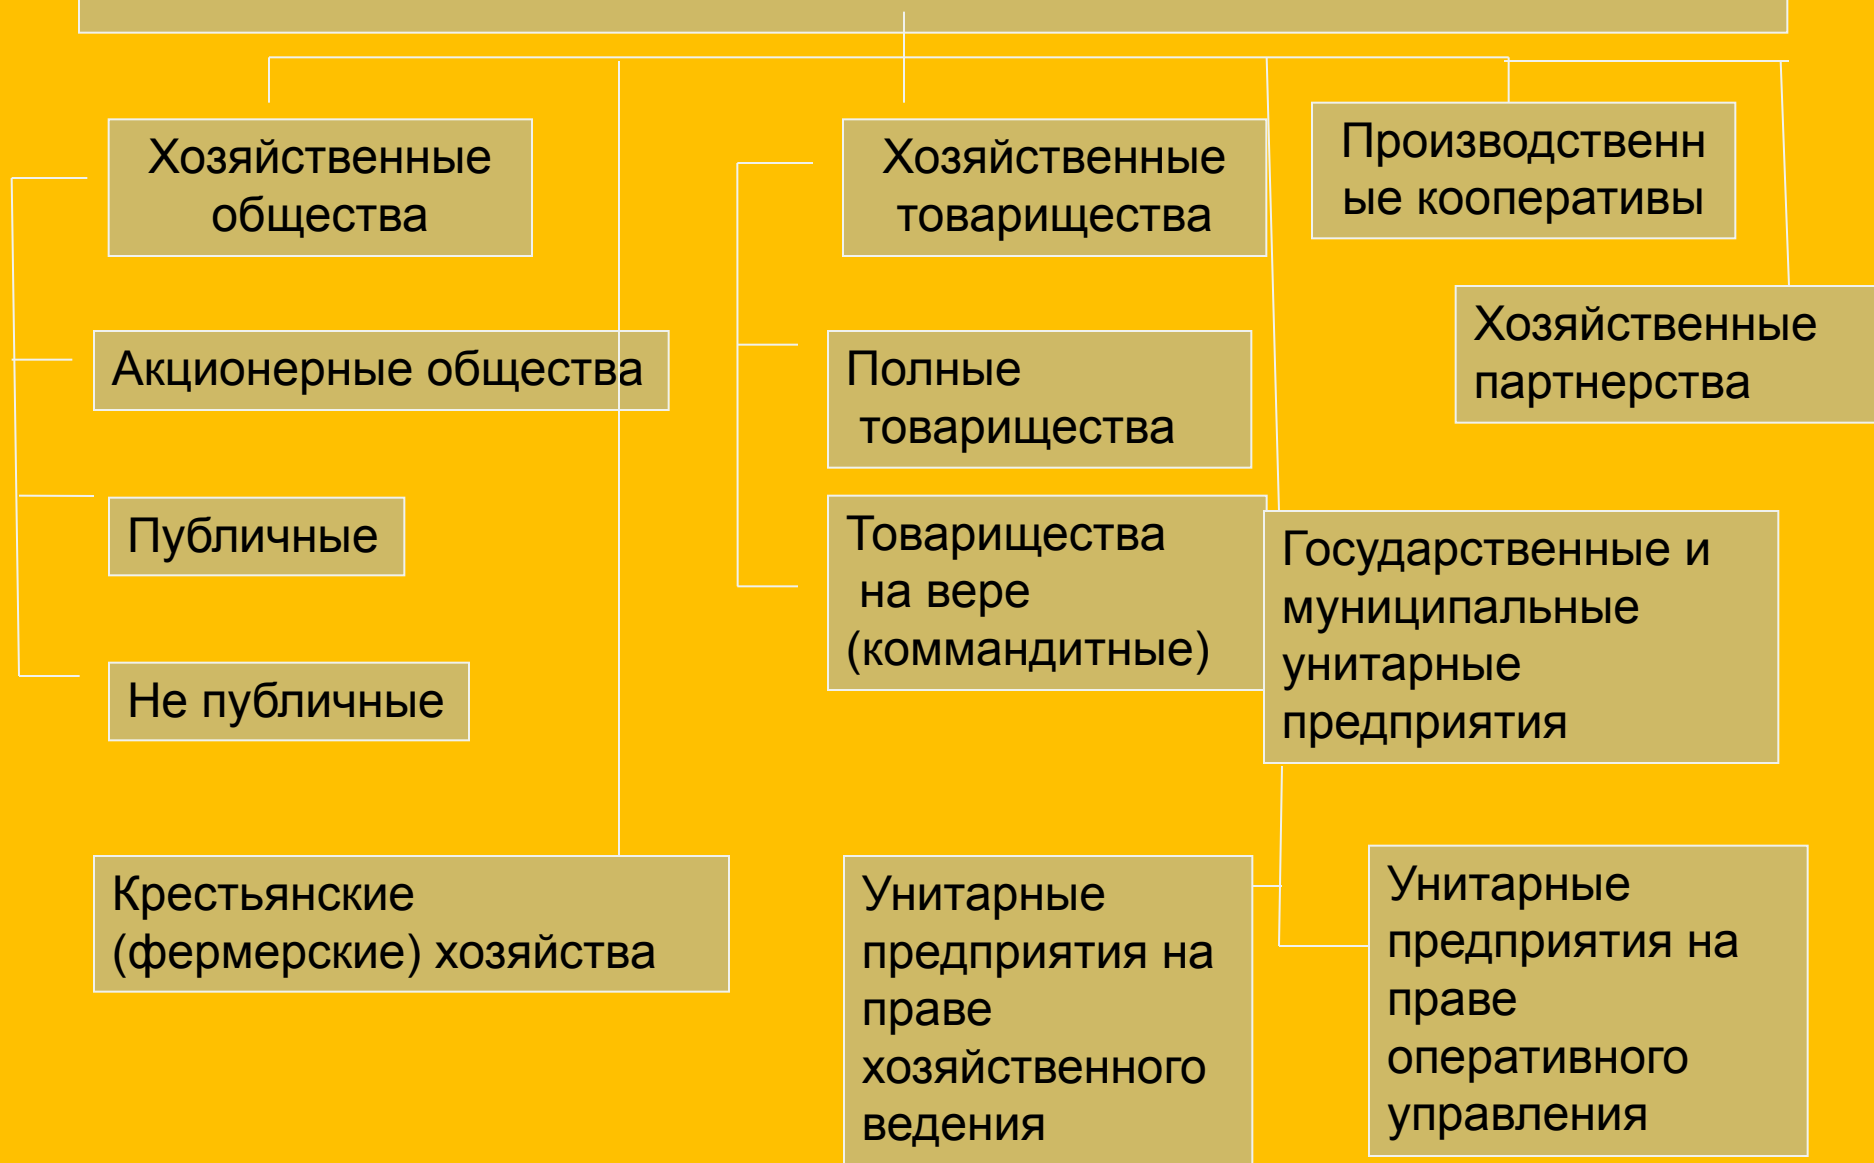 Хозяйственные
общества
Хозяйственные
товарищества
Производственн
ые кооперативы
Хозяйственные
партнерства
Акционерные общества
Полные
товарищества
Публичные
Товарищества
на вере
(коммандитные)
Государственные и
муниципальные
унитарные
предприятия
Не публичные
Крестьянские
(фермерские) хозяйства
Унитарные
предприятия на
праве
хозяйственного
ведения
Унитарные
предприятия на
праве
оперативного
управления